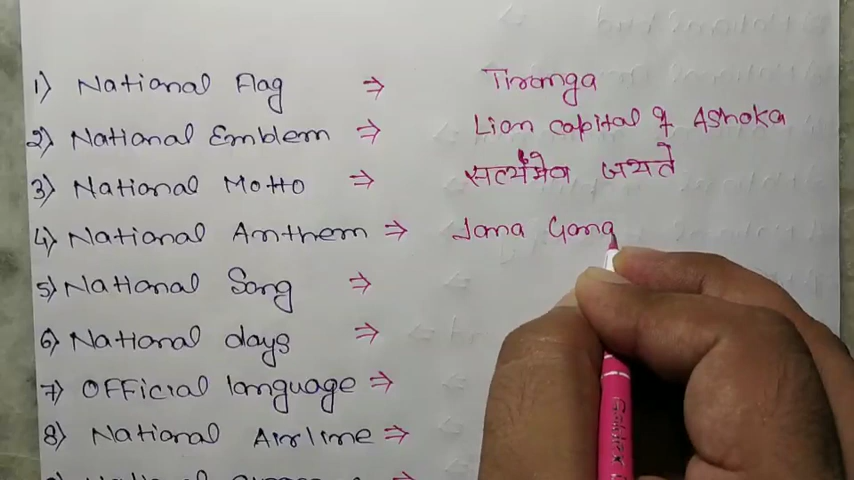 1) National Flag ⇒ Tiranga
2) National Emblem ⇒ Lion capital of Ashoka
3) National Motto ⇒ सत्यमेव जयते
4) National Anthem ⇒ Jana Gana
5) National Song ⇒
6) National days ⇒
7) Official language ⇒
8) National Airline ⇒